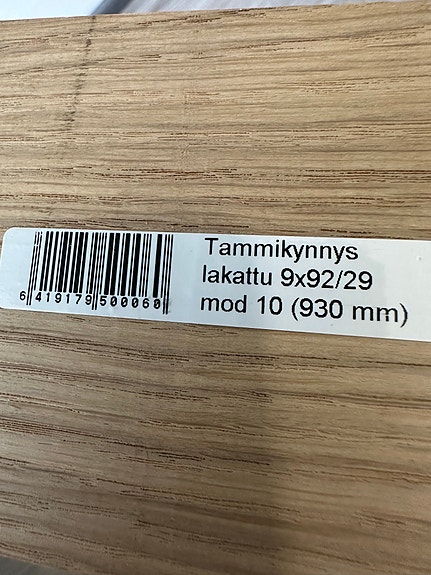 Tammikynnys
lakattu 9x92/29
mod 10 (930 mm)
6 419179 500060